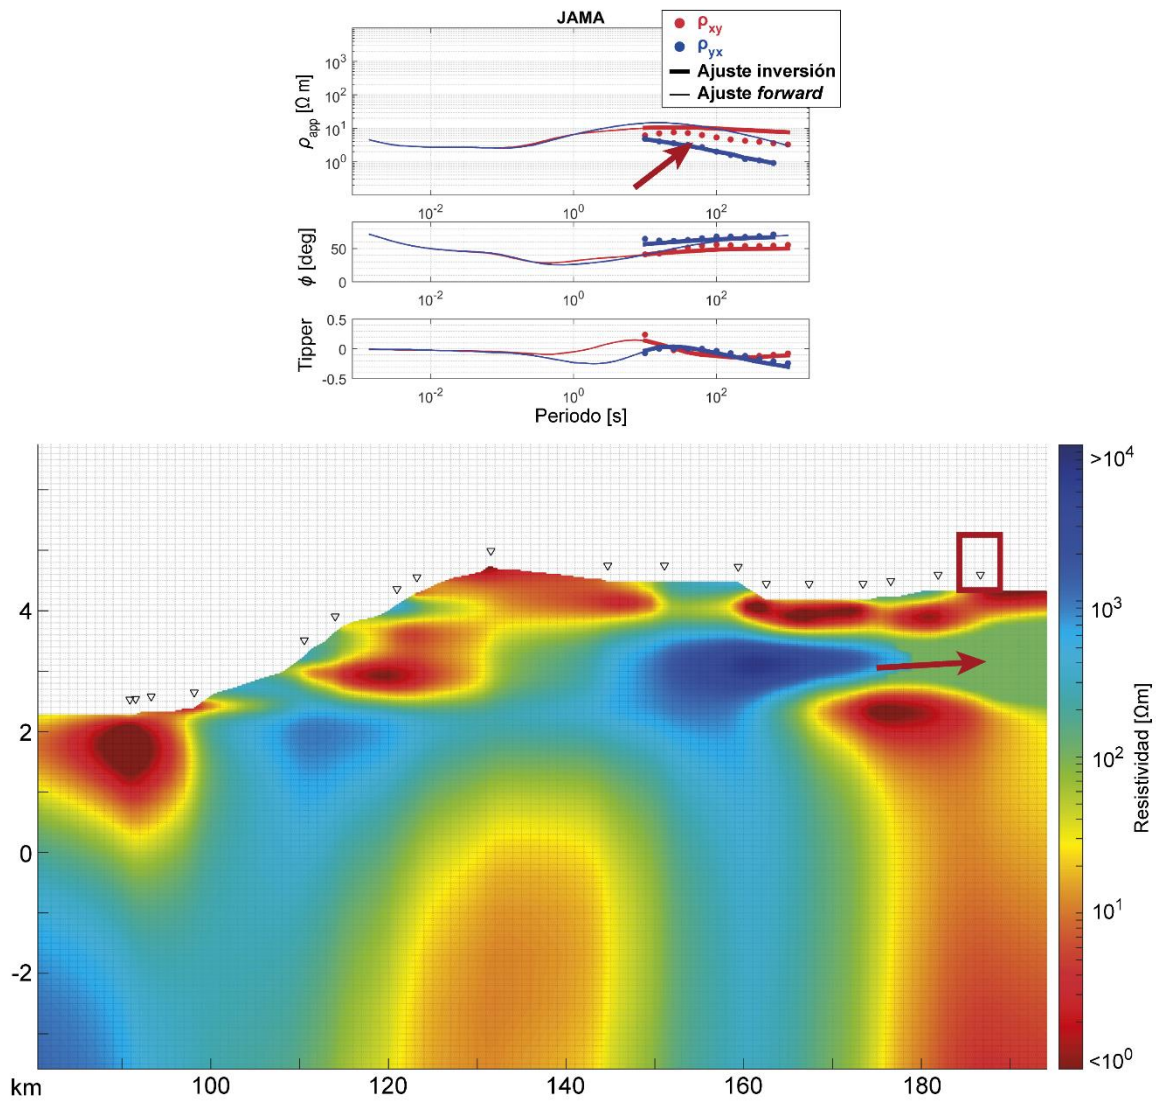 JAMA
ρxy
ρyx
Ajuste inversión
Ajuste forward
ρapp [Ω m]
10³
10²
10¹
10⁰
10⁻² 10⁰ 10²
ϕ [deg]
50
0
10⁻² 10⁰ 10²
Tipper
0.5
0
-0.5
10⁻² 10⁰ 10²
Periodo [s]
4
2
0
-2
km 100 120 140 160 180
>10⁴
10³
10²
10¹
<10⁰
Resistividad [Ωm]